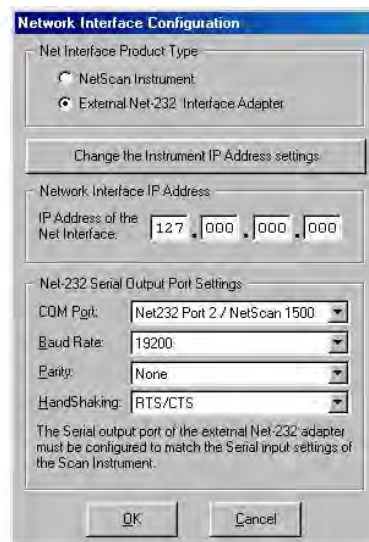 Network Interface Configuration
Net Interface Product Type
NetScan Instrument
External Net-232 Interface Adapter
Change the Instrument IP Address settings
Network Interface IP Address
IP Address of the
Net Interface.
127 . 000 . 000 . 000
Net-232 Serial Output Port Settings
COM Port: Net232 Port 2 / NetScan 1500
Baud Rate: 19200
Parity: None
HandShaking: RTS/CTS
The Serial output port of the external Net-232 adapter
must be configured to match the Serial input settings of
the Scan Instrument.
OK Cancel